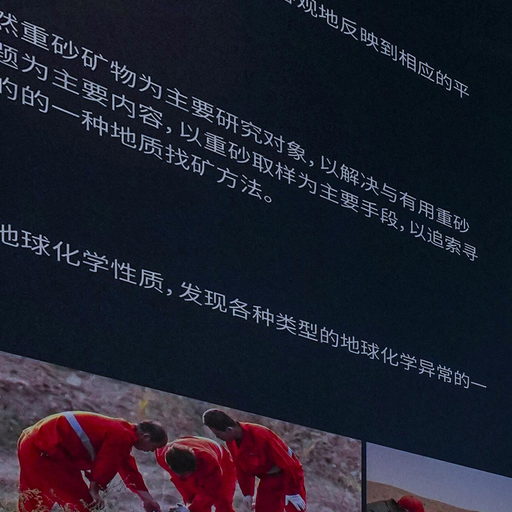 观地反映到相应的平
然重砂矿物为主要研究对象，以解决与有用重砂
题为主要内容，以重砂取样为主要手段，以追索寻
的的一种地质找矿方法。
地球化学性质，发现各种类型的地球化学异常的一